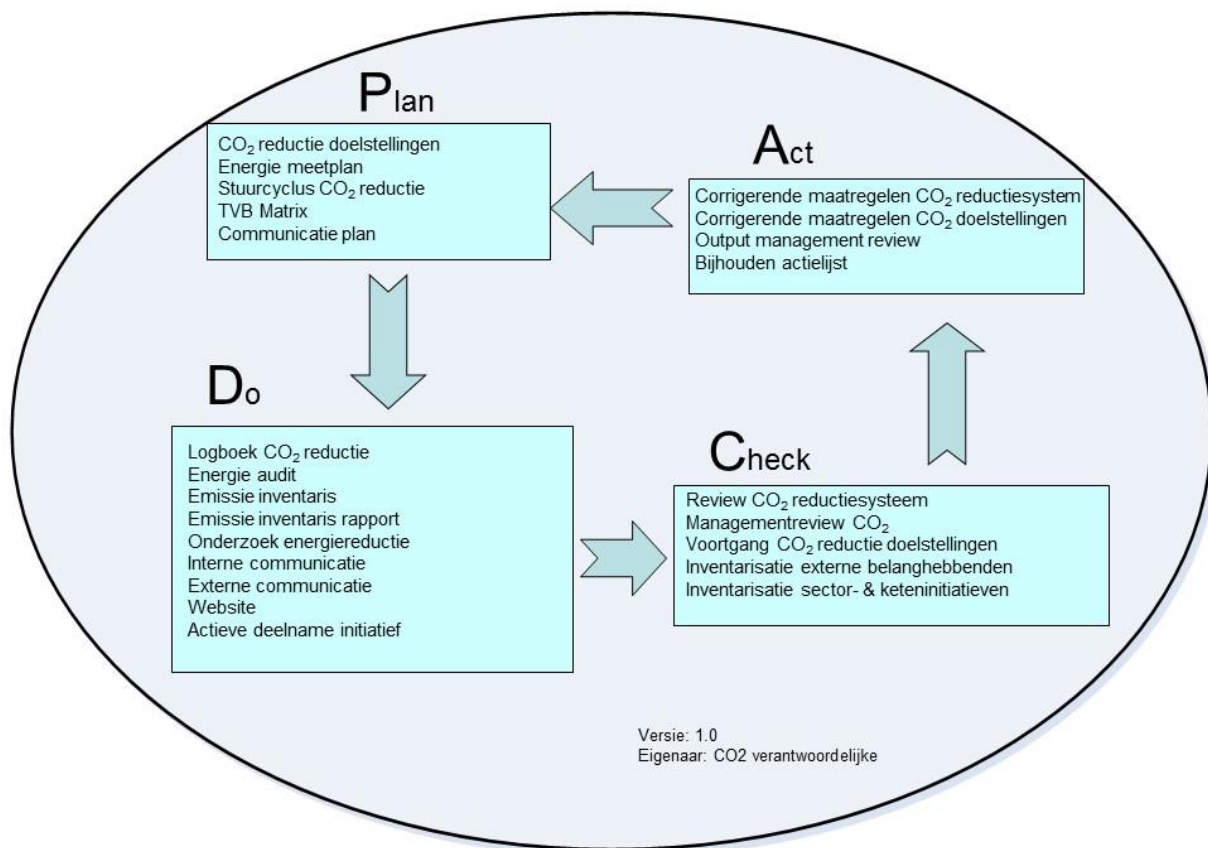 Plan
CO₂ reductie doelstellingen
Energie meetplan
Stuurcyclus CO₂ reductie
TVB Matrix
Communicatie plan
Do
Logboek CO₂ reductie
Energie audit
Emissie inventaris
Emissie inventaris rapport
Onderzoek energiereductie
Interne communicatie
Externe communicatie
Website
Actieve deelname initiatief
Check
Review CO₂ reductiesysteem
Managementreview CO₂
Voortgang CO₂ reductie doelstellingen
Inventarisatie externe belanghebbenden
Inventarisatie sector- & keteninitiatieven
Act
Corrigerende maatregelen CO₂ reductiesystem
Corrigerende maatregelen CO₂ doelstellingen
Output management review
Bijhouden actielijst
Versie: 1.0
Eigenaar: CO2 verantwoordelijke